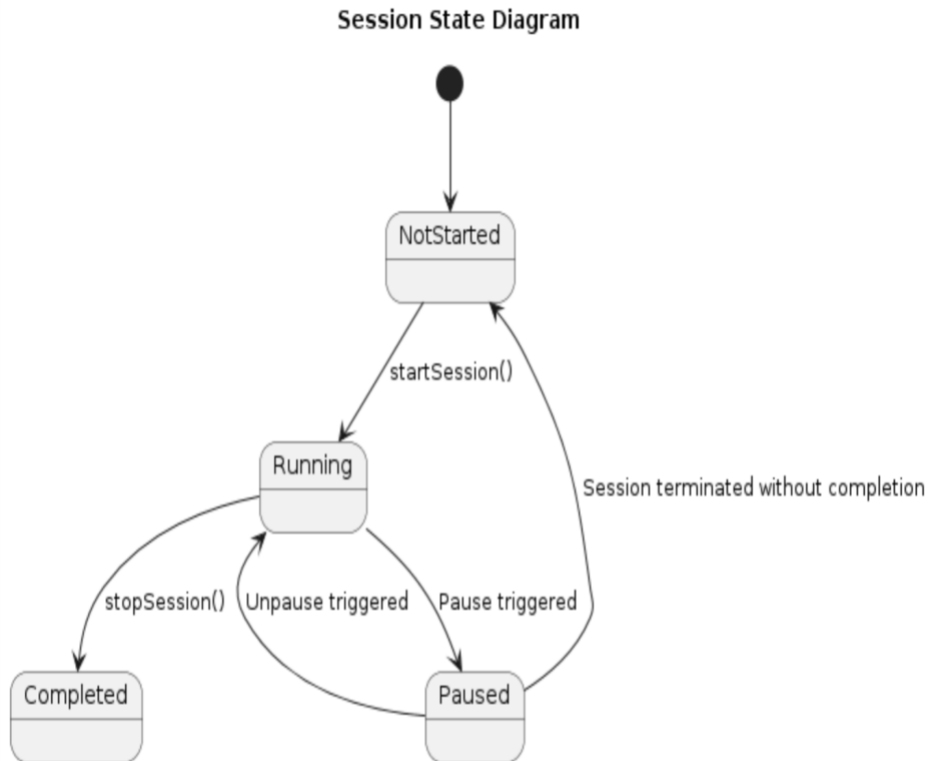 Session State Diagram
NotStarted
startSession()
Running
Session terminated without completion
stopSession()
Unpause triggered
Pause triggered
Completed
Paused